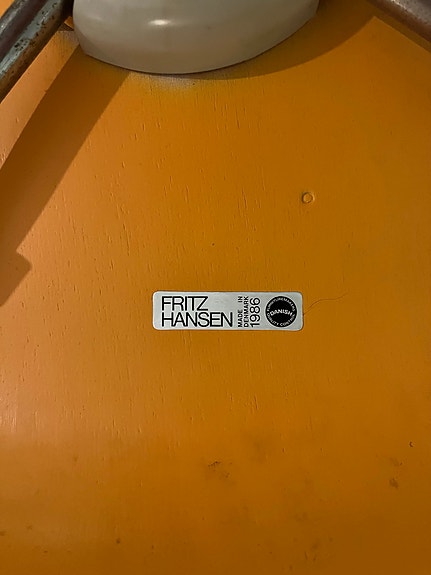 FRITZ
HANSEN
MADE IN
DENMARK
1986
DANISH